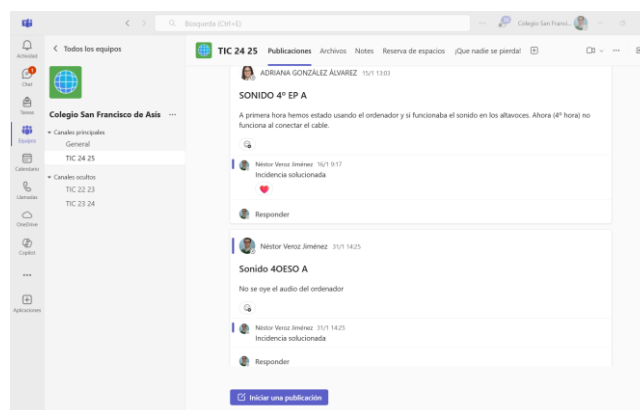 Búsqueda (Ctrl+E)
Colegio San Franci...
Actividad
Chat
1
Tareas
Equipos
Calendario
Llamadas
OneDrive
Copilot
Aplicaciones
Todos los equipos
Colegio San Francisco de Asís
Canales principales
General
TIC 24 25
Canales ocultos
TIC 22 23
TIC 23 24
TIC 24 25 Publicaciones Archivos Notes Reserva de espacios ¡Que nadie se pierda!
ADRIANA GONZÁLEZ ÁLVAREZ 15/1 13:03
SONIDO 4º EP A
A primera hora hemos estado usando el ordenador y si funcionaba el sonido en los altavoces. Ahora (4º hora) no
funciona al conectar el cable.
Néstor Veroz Jiménez 16/1 9:17
Incidencia solucionada
Responder
Néstor Veroz Jiménez 31/1 14:25
Sonido 4OESO A
No se oye el audio del ordenador
Néstor Veroz Jiménez 31/1 14:25
Incidencia solucionada
Responder
Iniciar una publicación